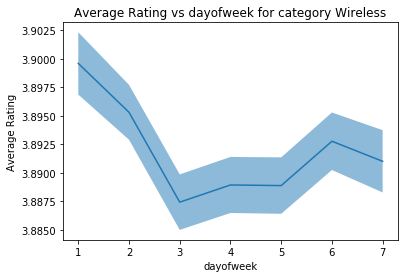 Average Rating vs dayofweek for category Wireless
3.9025
3.9000
3.8975
3.8950
3.8925
3.8900
3.8875
3.8850
Average Rating
1 2 3 4 5 6 7
dayofweek